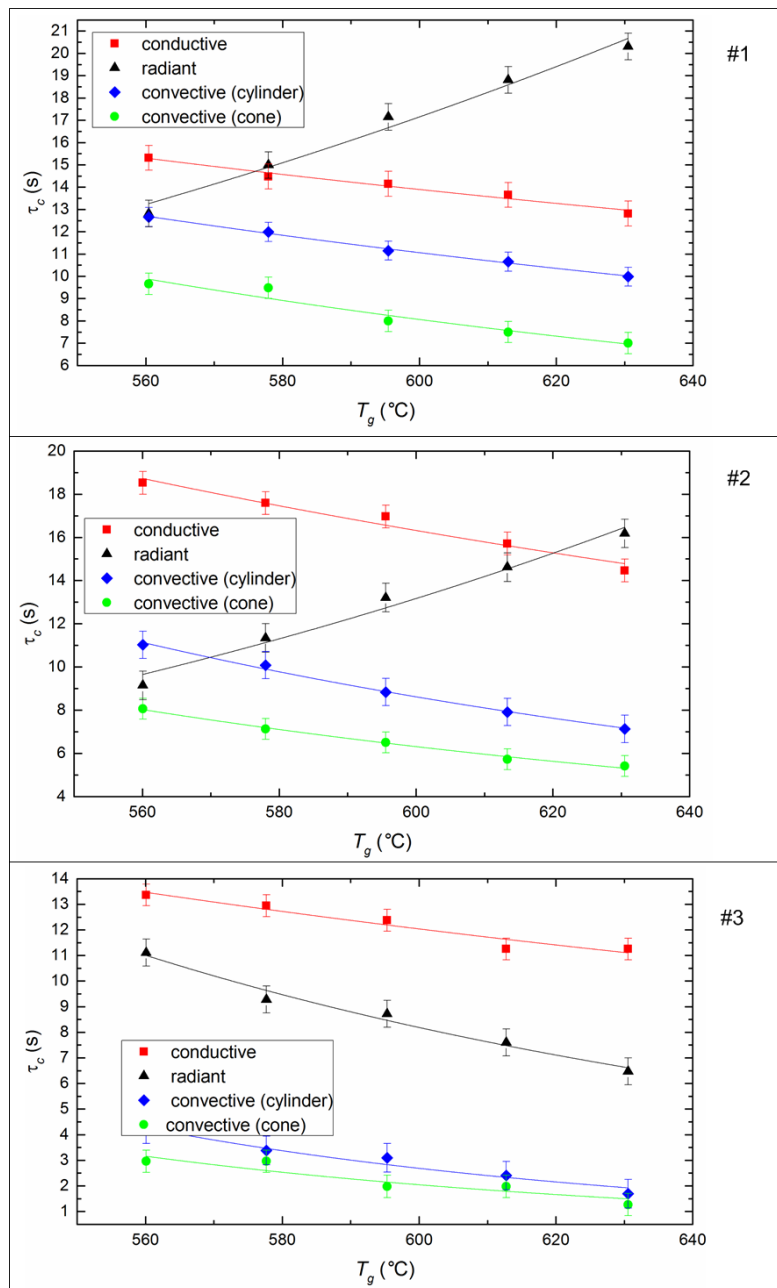 21
20
19
18
17
16
15
14
13
12
11
10
9
8
7
6
τc (s)
conductive
radiant
convective (cylinder)
convective (cone)
#1
560 580 600 620 640
Tg (°C)
20
18
16
14
12
10
8
6
4
τc (s)
conductive
radiant
convective (cylinder)
convective (cone)
#2
560 580 600 620 640
Tg (°C)
14
13
12
11
10
9
8
7
6
5
4
3
2
1
τc (s)
conductive
radiant
convective (cylinder)
convective (cone)
#3
560 580 600 620 640
Tg (°C)